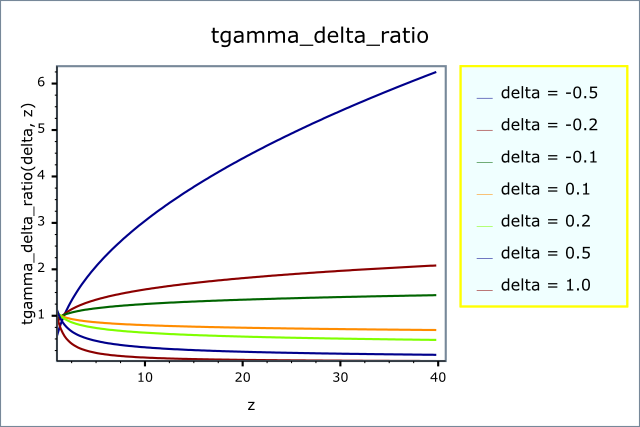 tgamma_delta_ratio
tgamma_delta_ratio(delta, z)
6
5
4
3
2
1
10
20
30
40
z
delta = -0.5
delta = -0.2
delta = -0.1
delta = 0.1
delta = 0.2
delta = 0.5
delta = 1.0